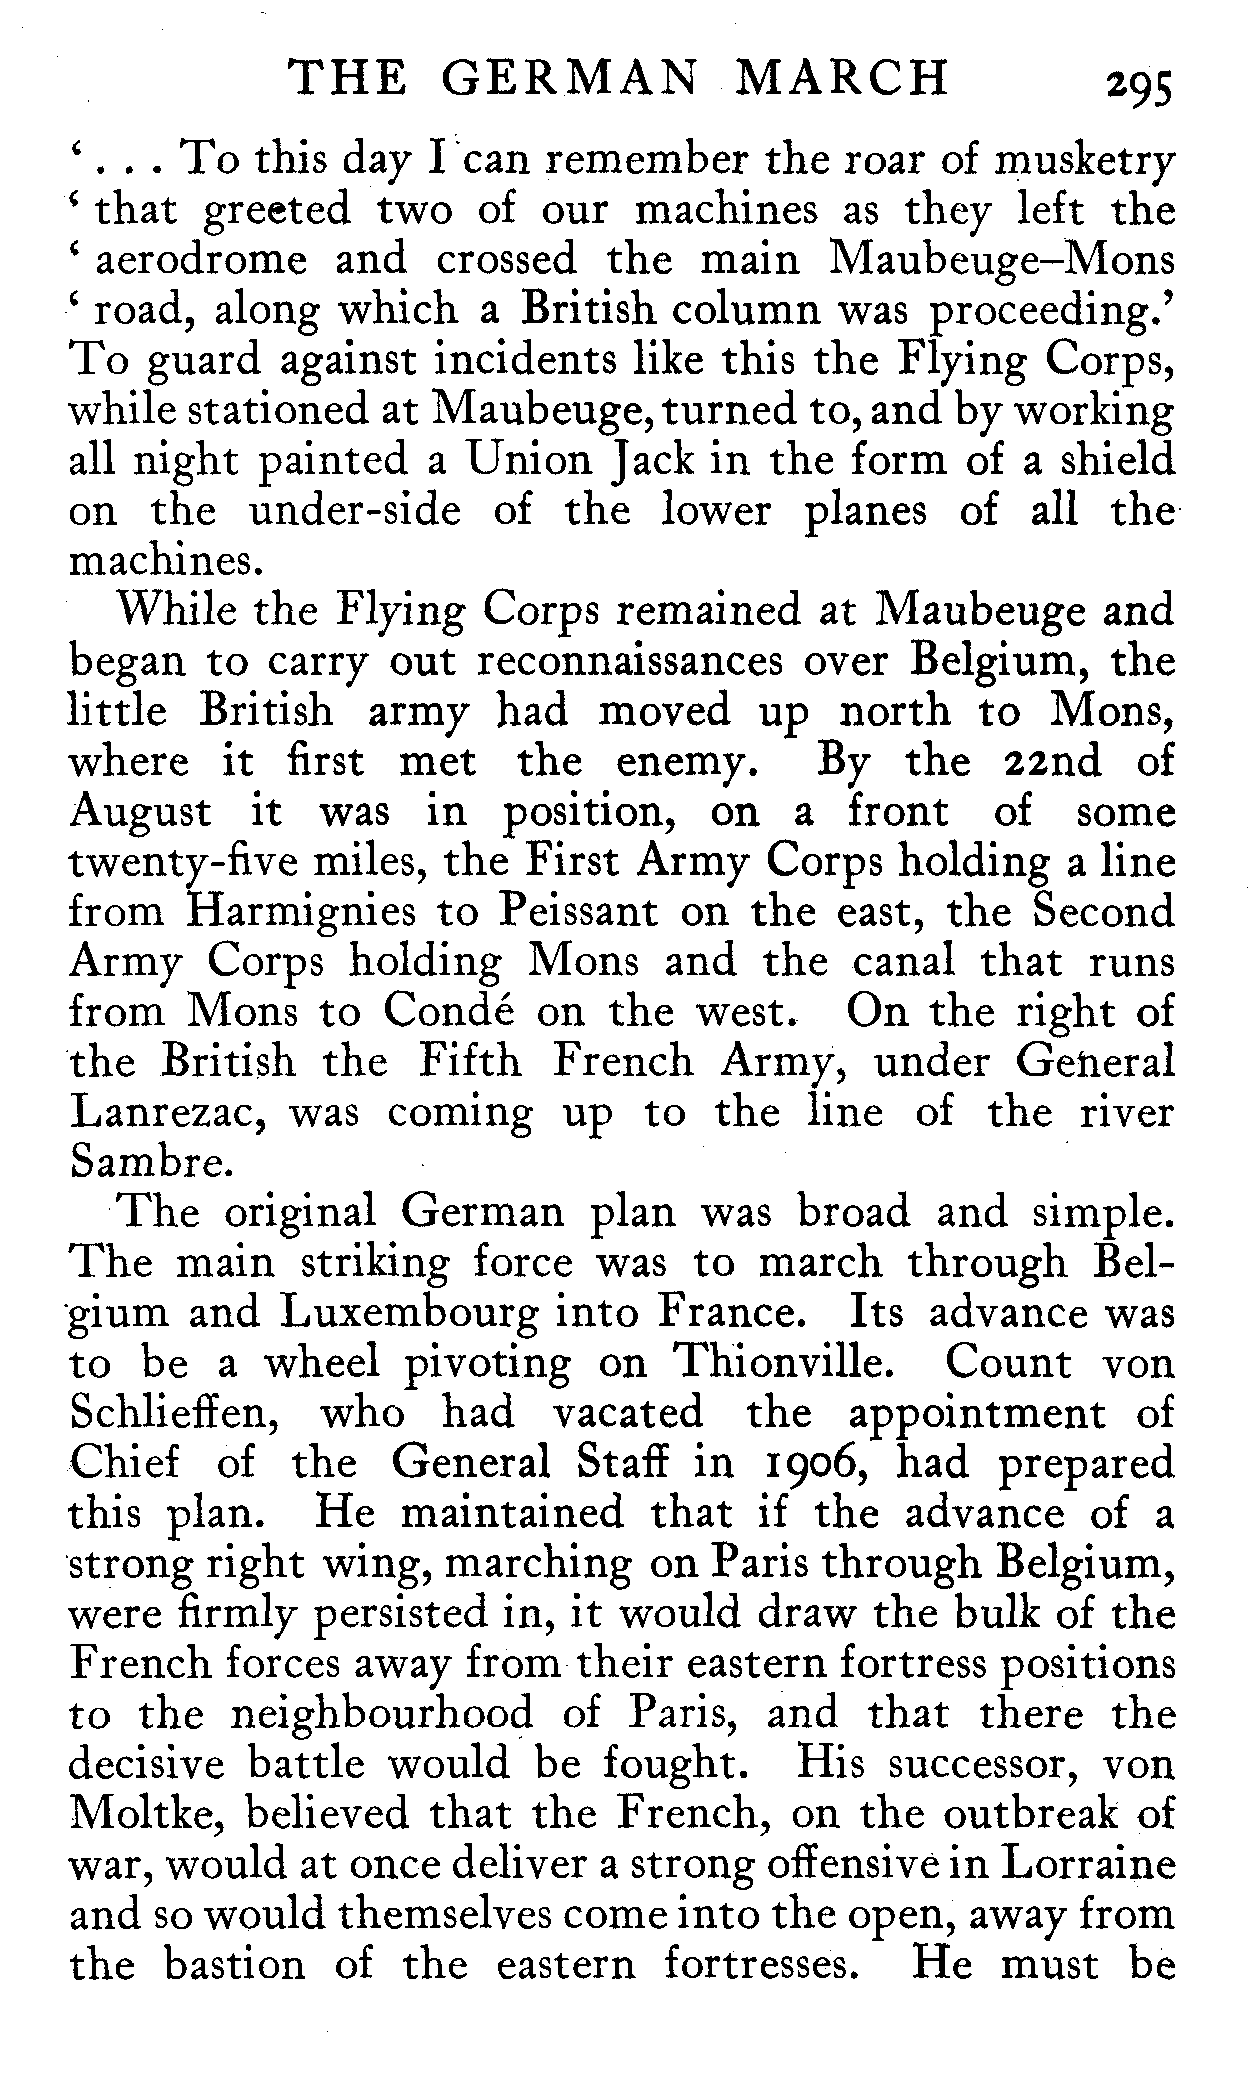 THE GERMAN MARCH 295
‘ . . . To this day I can remember the roar of musketry
‘ that greeted two of our machines as they left the
‘ aerodrome and crossed the main Maubeuge–Mons
‘ road, along which a British column was proceeding.’
To guard against incidents like this the Flying Corps,
while stationed at Maubeuge, turned to, and by working
all night painted a Union Jack in the form of a shield
on the under-side of the lower planes of all the
machines.
While the Flying Corps remained at Maubeuge and
began to carry out reconnaissances over Belgium, the
little British army had moved up north to Mons,
where it first met the enemy. By the 22nd of
August it was in position, on a front of some
twenty-five miles, the First Army Corps holding a line
from Harmignies to Peissant on the east, the Second
Army Corps holding Mons and the canal that runs
from Mons to Condé on the west. On the right of
the British the Fifth French Army, under General
Lanrezac, was coming up to the line of the river
Sambre.
The original German plan was broad and simple.
The main striking force was to march through Bel-
gium and Luxembourg into France. Its advance was
to be a wheel pivoting on Thionville. Count von
Schlieffen, who had vacated the appointment of
Chief of the General Staff in 1906, had prepared
this plan. He maintained that if the advance of a
strong right wing, marching on Paris through Belgium,
were firmly persisted in, it would draw the bulk of the
French forces away from their eastern fortress positions
to the neighbourhood of Paris, and that there the
decisive battle would be fought. His successor, von
Moltke, believed that the French, on the outbreak of
war, would at once deliver a strong offensive in Lorraine
and so would themselves come into the open, away from
the bastion of the eastern fortresses. He must be